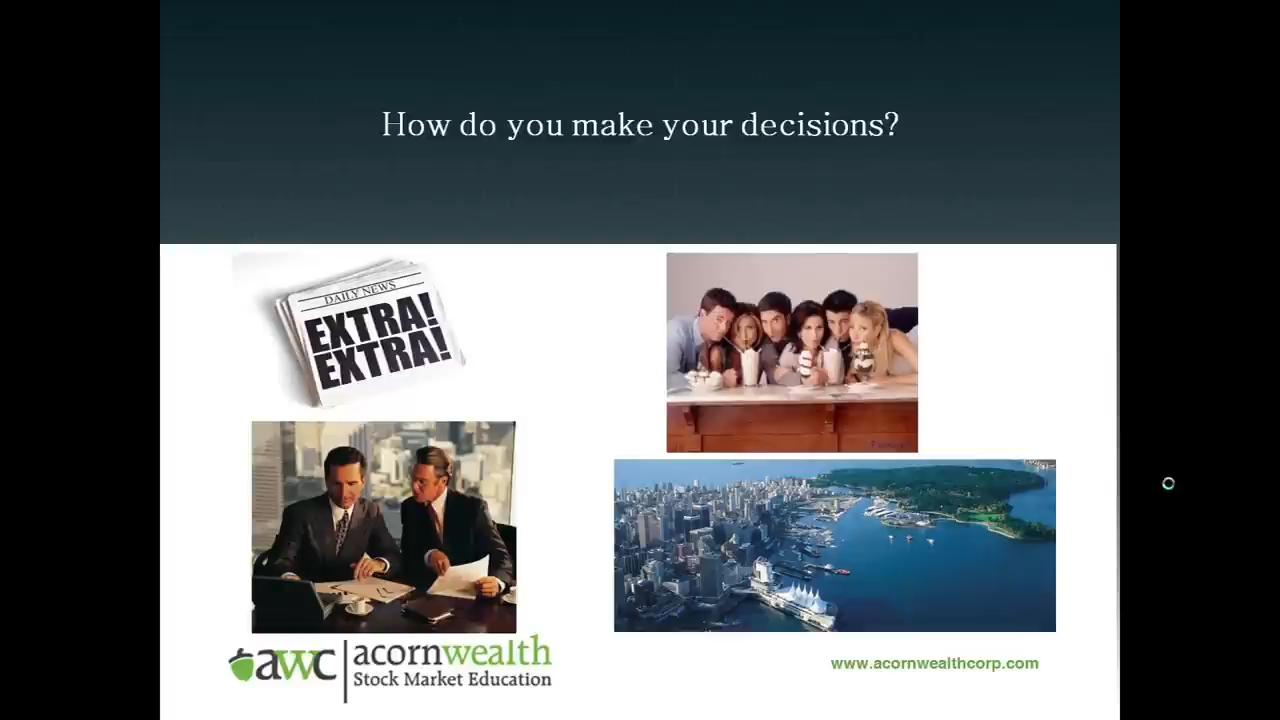 How do you make your decisions?
DAILY NEWS
EXTRA!
EXTRA!
awc
acornwealth
Stock Market Education
www.acornwealthcorp.com